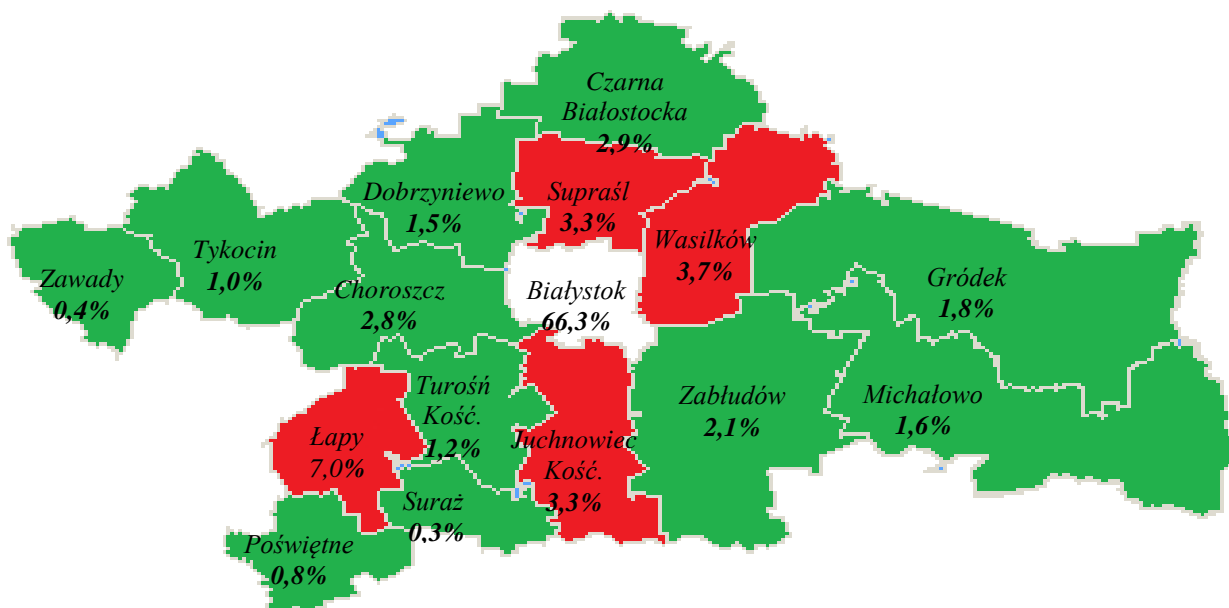 Czarna
Białostocka
2,9%
Dobrzyniewo
1,5%
Supraśl
3,3%
Wasilków
3,7%
Tykocin
1,0%
Zawady
0,4%
Choroszcz
2,8%
Białystok
66,3%
Gródek
1,8%
Turośń
Kość.
1,2%
Zabłudów
2,1%
Michałowo
1,6%
Łapy
7,0%
Juchnowiec
Kość.
3,3%
Suraż
0,3%
Poświętne
0,8%